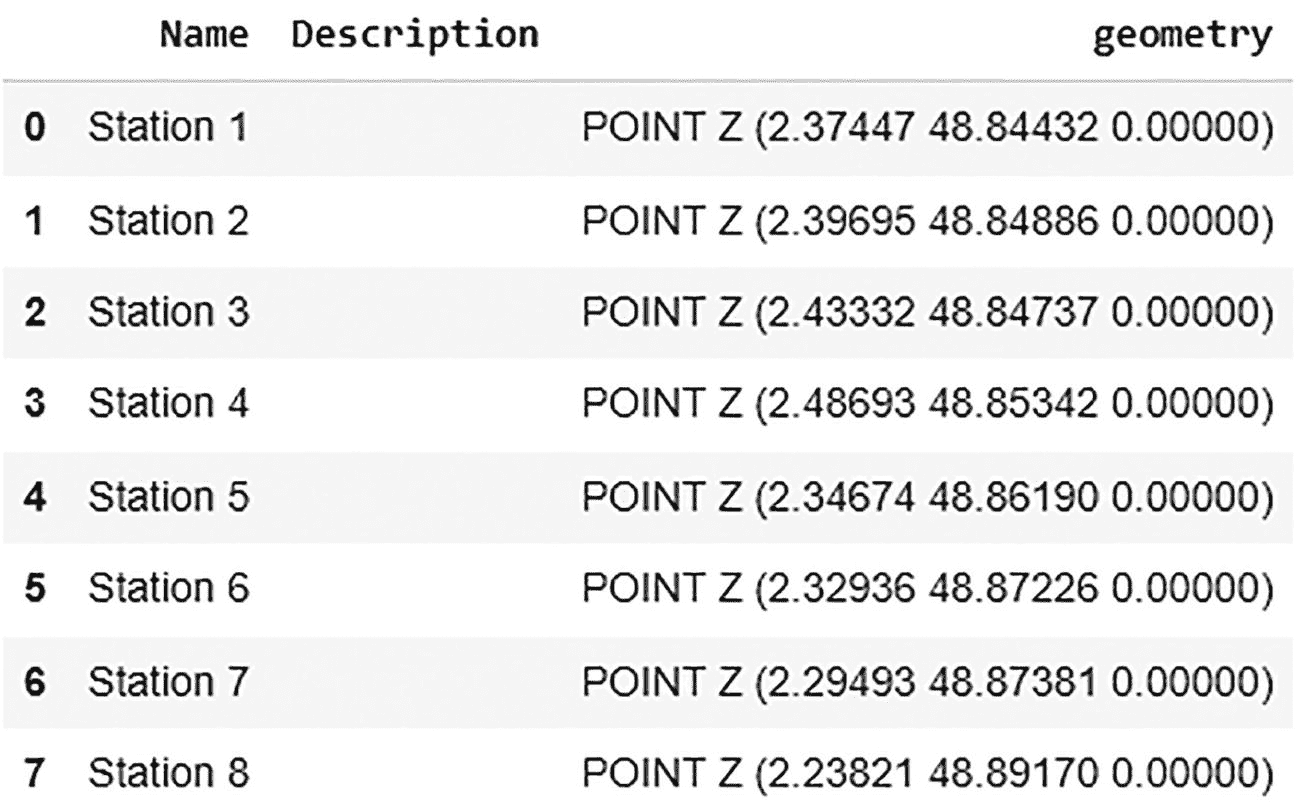 Name Description geometry
0 Station 1 POINT Z (2.37447 48.84432 0.00000)
1 Station 2 POINT Z (2.39695 48.84886 0.00000)
2 Station 3 POINT Z (2.43332 48.84737 0.00000)
3 Station 4 POINT Z (2.48693 48.85342 0.00000)
4 Station 5 POINT Z (2.34674 48.86190 0.00000)
5 Station 6 POINT Z (2.32936 48.87226 0.00000)
6 Station 7 POINT Z (2.29493 48.87381 0.00000)
7 Station 8 POINT Z (2.23821 48.89170 0.00000)